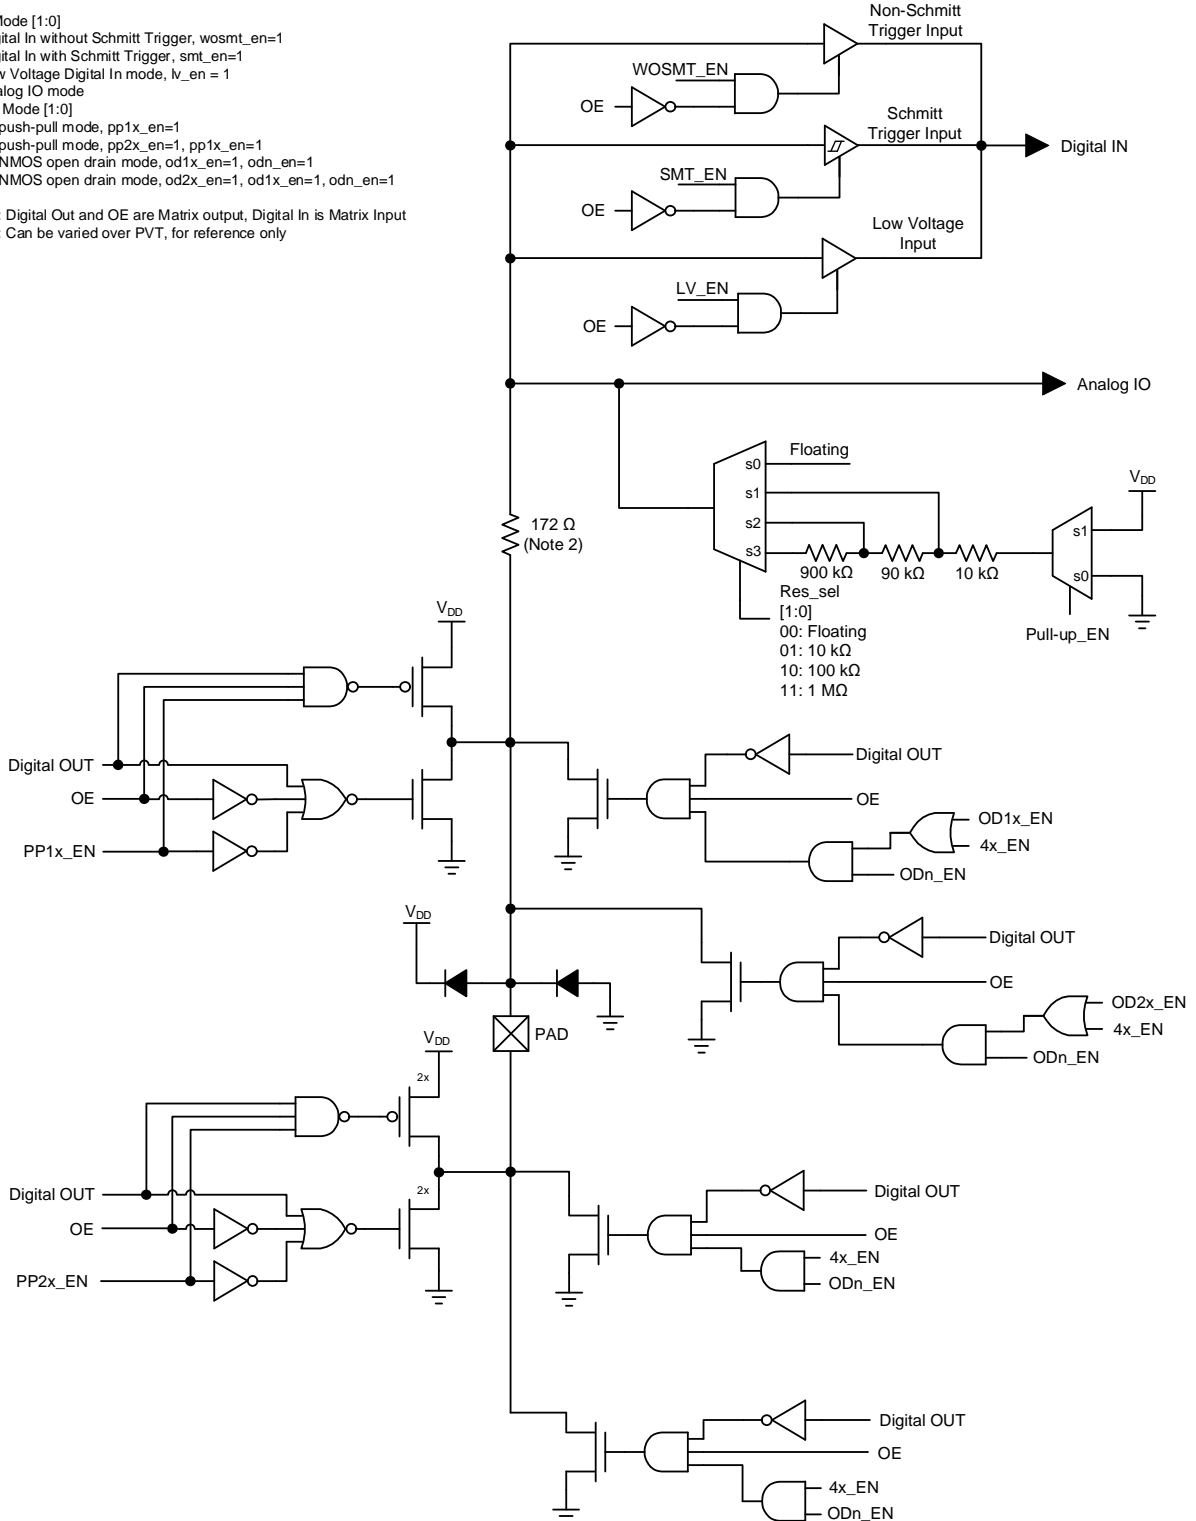 Mode [1:0]
ital In without Schmitt Trigger, wosmt_en=1
ital In with Schmitt Trigger, smt_en=1
w Voltage Digital In mode, lv_en = 1
alog IO mode
Mode [1:0]
push-pull mode, pp1x_en=1
push-pull mode, pp2x_en=1, pp1x_en=1
NMOS open drain mode, od1x_en=1, odn_en=1
NMOS open drain mode, od2x_en=1, od1x_en=1, odn_en=1
: Digital Out and OE are Matrix output, Digital In is Matrix Input
: Can be varied over PVT, for reference only
Non-Schmitt
Trigger Input
WOSMT_EN
OE
Schmitt
Trigger Input
Digital IN
SMT_EN
OE
Low Voltage
Input
LV_EN
OE
Analog IO
Floating
s0
s1
s2
s3
900 kΩ
90 kΩ
10 kΩ
VDD
s1
s0
Pull-up_EN
Res_sel
[1:0]
00: Floating
01: 10 kΩ
10: 100 kΩ
11: 1 MΩ
172 Ω
(Note 2)
VDD
Digital OUT
OE
PP1x_EN
Digital OUT
OE
OD1x_EN
4x_EN
ODn_EN
VDD
Digital OUT
OE
OD2x_EN
4x_EN
ODn_EN
PAD
VDD
2x
2x
Digital OUT
OE
PP2x_EN
Digital OUT
OE
4x_EN
ODn_EN
Digital OUT
OE
4x_EN
ODn_EN